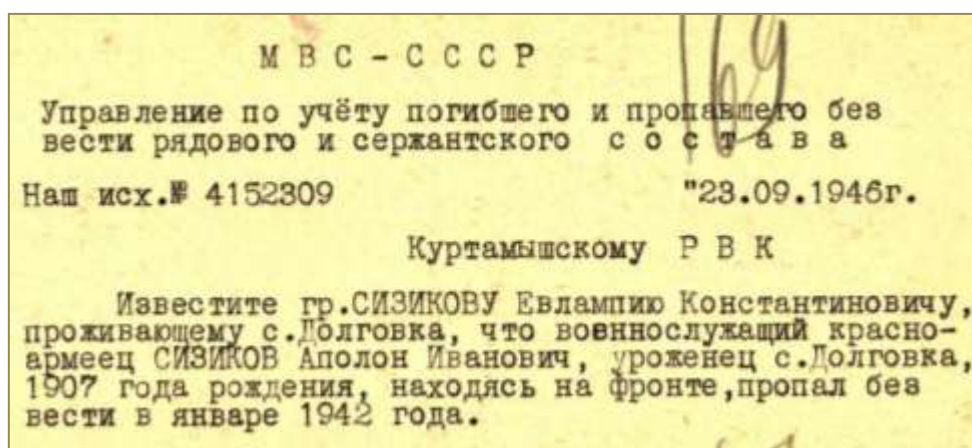 169
М В С - С С С Р
Управление по учёту погибшего и пропавшего без
вести рядового и сержантского с о с т а в а
Наш исх.№ 4152309 "23.09.1946г.
Куртамышскому Р В К
Известите гр.СИЗИКОВУ Евлампию Константиновичу,
проживающему с.Долговка, что военнослужащий красно-
армеец СИЗИКОВ Аполон Иванович, уроженец с.Долговка,
1907 года рождения, находясь на фронте,пропал без
вести в январе 1942 года.